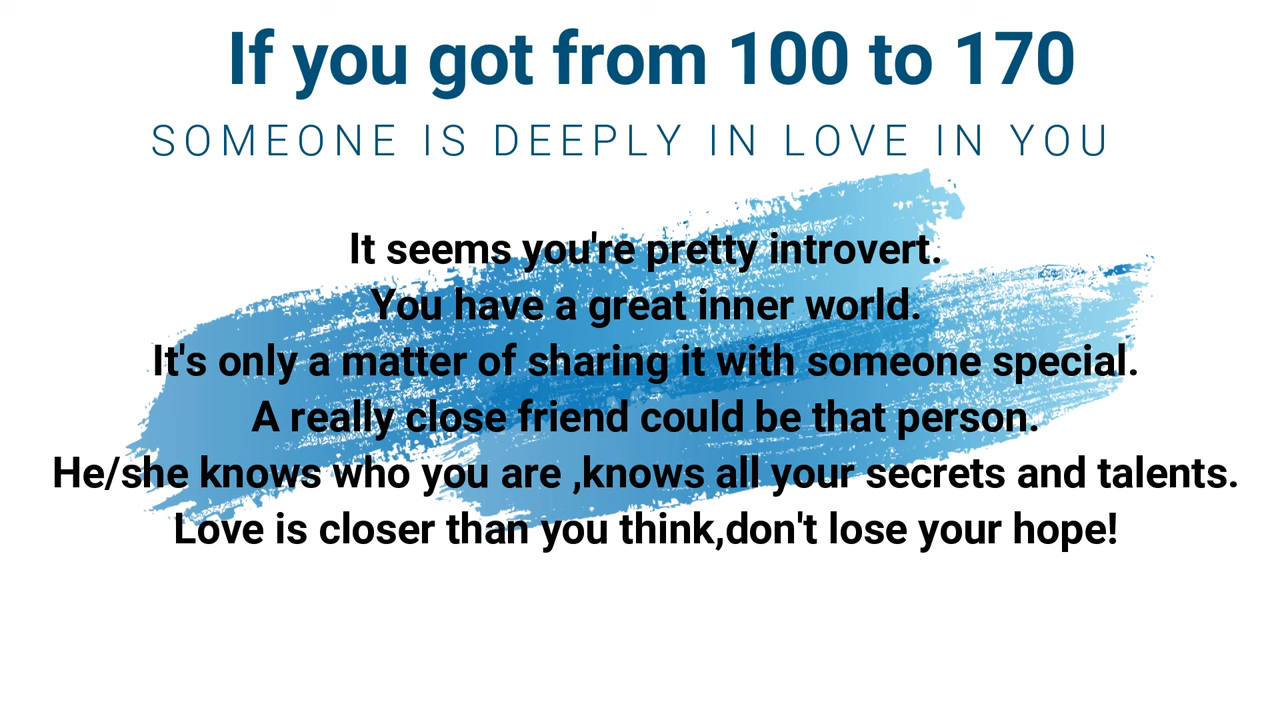 If you got from 100 to 170
SOMEONE IS DEEPLY IN LOVE IN YOU
It seems you're pretty introvert.
You have a great inner world.
It's only a matter of sharing it with someone special.
A really close friend could be that person.
He/she knows who you are ,knows all your secrets and talents.
Love is closer than you think,don't lose your hope!